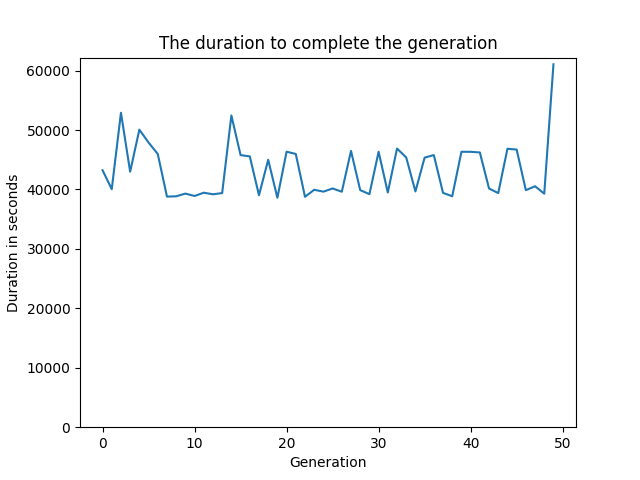 The duration to complete the generation
60000
50000
40000
30000
20000
10000
0
Duration in seconds
0 10 20 30 40 50
Generation